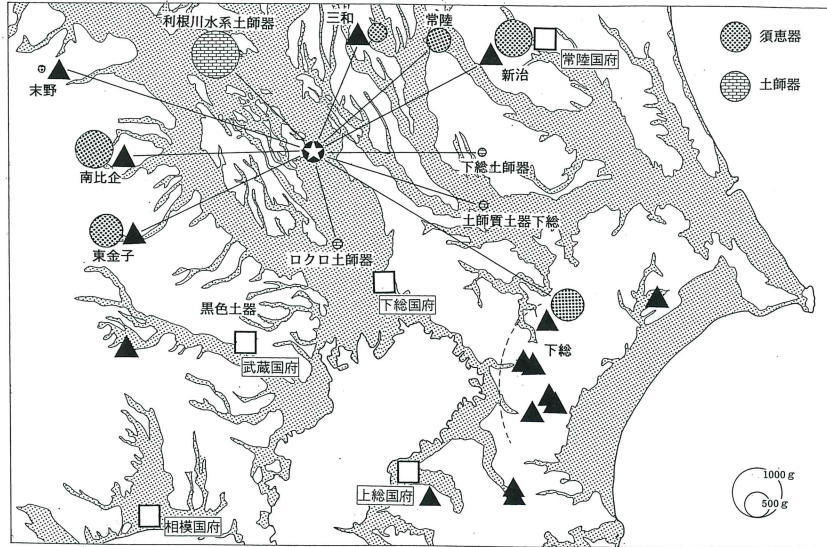 利根川水系土師器
三和
常陸
須恵器
末野
新治
常陸国府
土師器
南比企
下総土師器
土師質土器下総
東金子
ロクロ土師器
黒色土器
下総国府
武蔵国府
下総
上総国府
相模国府
1000g
500g